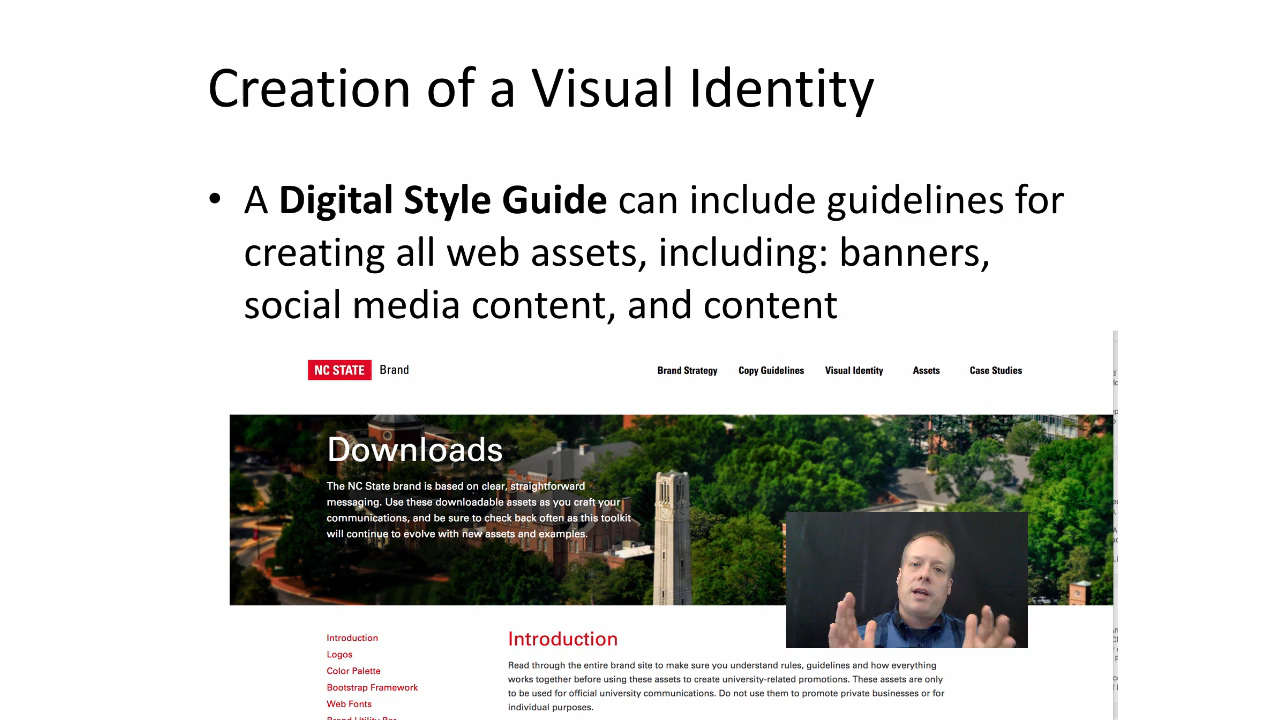 Creation of a Visual Identity
• A Digital Style Guide can include guidelines for
creating all web assets, including: banners,
social media content, and content
NC STATE Brand
Brand Strategy Copy Guidelines Visual Identity Assets Case Studies
Downloads
The NC State brand is based on clear, straightforward
messaging. Use these downloadable assets as you craft your
communications, and be sure to check back often as this toolkit
will continue to evolve with new assets and examples.
Introduction
Logos
Color Palette
Bootstrap Framework
Web Fonts
Brand Utility Bar
Introduction
Read through the entire brand site to make sure you understand rules, guidelines and how everything
works together before using these assets to create university-related promotions. These assets are only
to be used for official university communications. Do not use them to promote private businesses or for
individual purposes.